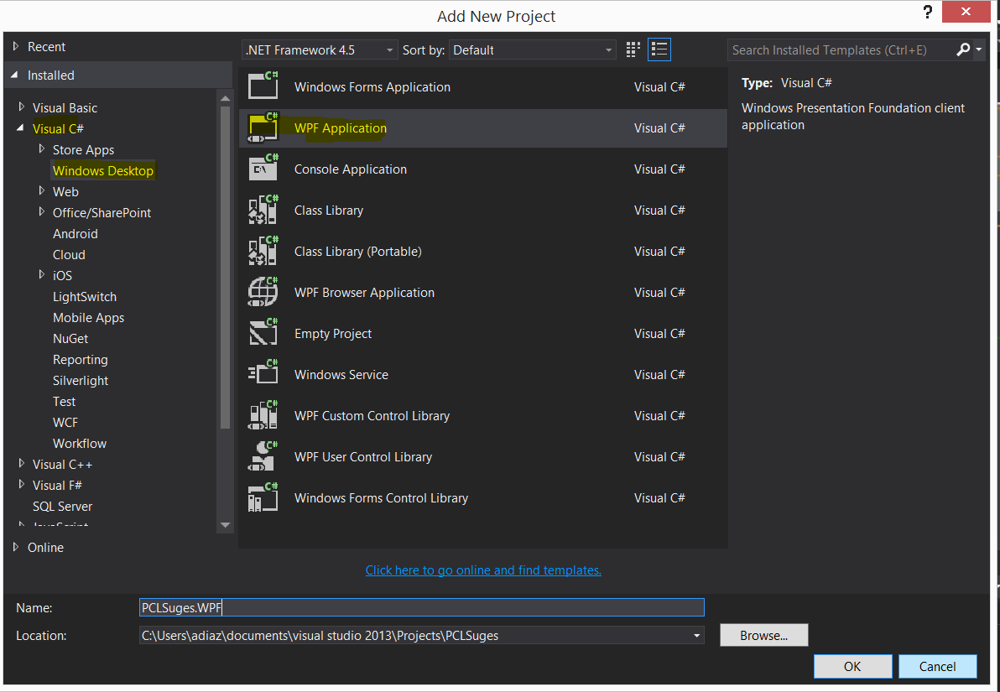 Add New Project
?
Recent
Installed
Visual Basic
Visual C#
Store Apps
Windows Desktop
Web
Office/SharePoint
Android
Cloud
iOS
LightSwitch
Mobile Apps
NuGet
Reporting
Silverlight
Test
WCF
Workflow
Visual C++
Visual F#
SQL Server
JavaScript
Online
.NET Framework 4.5
Sort by: Default
C# Windows Forms Application Visual C#
C# WPF Application Visual C#
C# C:\ Console Application Visual C#
C# Class Library Visual C#
C# Class Library (Portable) Visual C#
C# WPF Browser Application Visual C#
C# Empty Project Visual C#
C# Windows Service Visual C#
C# WPF Custom Control Library Visual C#
C# WPF User Control Library Visual C#
C# Windows Forms Control Library Visual C#
Click here to go online and find templates.
Search Installed Templates (Ctrl+E)
Type: Visual C#
Windows Presentation Foundation client
application
Name: PCLSuges.WPF
Location: C:\Users\adiaz\documents\visual studio 2013\Projects\PCLSuges
Browse...
OK
Cancel